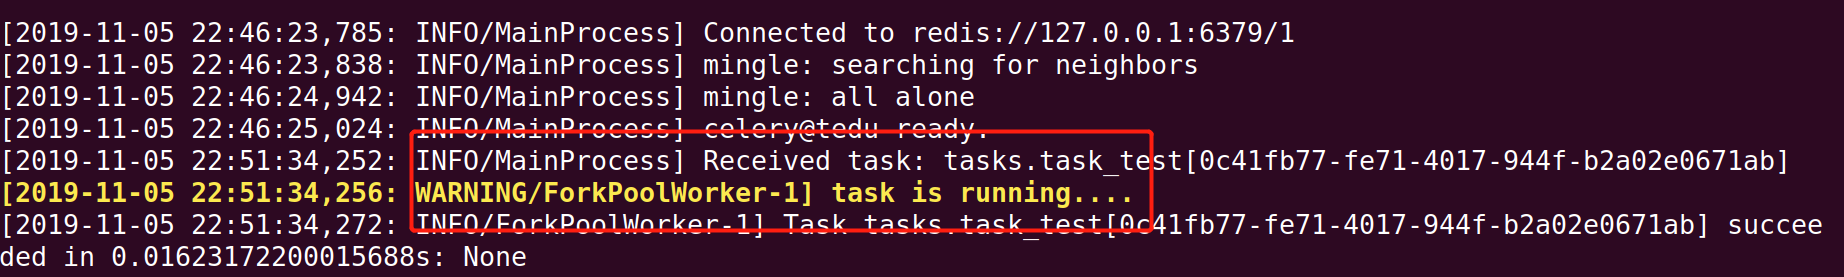 [2019-11-05 22:46:23,785: INFO/MainProcess] Connected to redis://127.0.0.1:6379/1
[2019-11-05 22:46:23,838: INFO/MainProcess] mingle: searching for neighbors
[2019-11-05 22:46:24,942: INFO/MainProcess] mingle: all alone
[2019-11-05 22:46:25,024: INFO/MainProcess] celery@tedu ready.
[2019-11-05 22:51:34,252: INFO/MainProcess] Received task: tasks.task_test[0c41fb77-fe71-4017-944f-b2a02e0671ab]
[2019-11-05 22:51:34,256: WARNING/ForkPoolWorker-1] task is running....
[2019-11-05 22:51:34,272: INFO/ForkPoolWorker-1] Task tasks.task_test[0c41fb77-fe71-4017-944f-b2a02e0671ab] succee
ded in 0.01623172200015688s: None